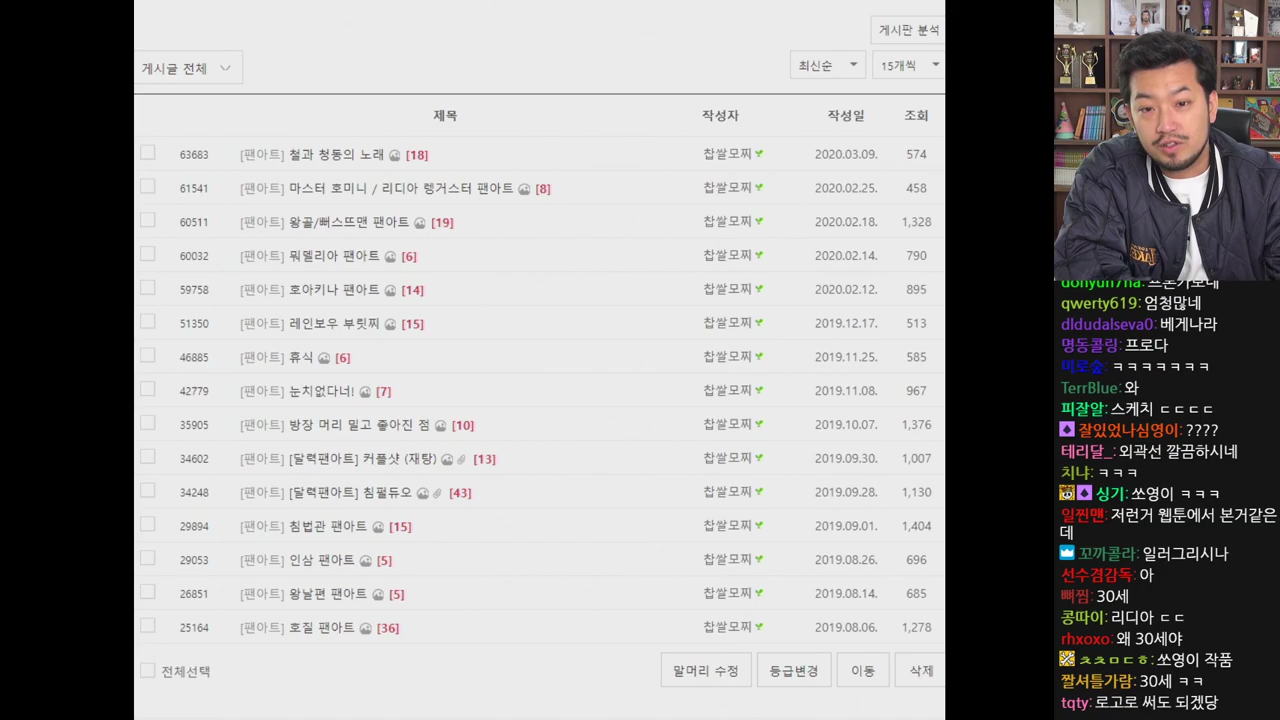 게시판 분석
게시글 전체
최신순
15개씩
제목 작성자 작성일 조회
63683 [팬아트] 철과 청동의 노래 [18] 찹쌀모찌 2020.03.09. 574
61541 [팬아트] 마스터 호미니 / 리디아 렝거스터 팬아트 [8] 찹쌀모찌 2020.02.25. 458
60511 [팬아트] 왕골/뻐스뜨맨 팬아트 [19] 찹쌀모찌 2020.02.18. 1,328
60032 [팬아트] 뭐멜리아 팬아트 [6] 찹쌀모찌 2020.02.14. 790
59758 [팬아트] 호아키나 팬아트 [14] 찹쌀모찌 2020.02.12. 895
51350 [팬아트] 레인보우 부릿찌 [15] 찹쌀모찌 2019.12.17. 513
46885 [팬아트] 휴식 [6] 찹쌀모찌 2019.11.25. 585
42779 [팬아트] 눈치없다너! [7] 찹쌀모찌 2019.11.08. 967
35905 [팬아트] 방장 머리 밀고 좋아진 점 [10] 찹쌀모찌 2019.10.07. 1,376
34602 [팬아트] [달력팬아트] 커플샷(재탕) [13] 찹쌀모찌 2019.09.30. 1,007
34248 [팬아트] [달력팬아트] 침펄듀오 [43] 찹쌀모찌 2019.09.28. 1,130
29894 [팬아트] 침법관 팬아트 [15] 찹쌀모찌 2019.09.01. 1,404
29053 [팬아트] 인삼 팬아트 [5] 찹쌀모찌 2019.08.26. 696
26851 [팬아트] 왕날편 팬아트 [5] 찹쌀모찌 2019.08.14. 685
25164 [팬아트] 호질 팬아트 [36] 찹쌀모찌 2019.08.06. 1,278
전체선택
말머리 수정 등급변경 이동 삭제
qwerty619: 엄청많네
dldudalseva0: 베게나라
명동콜링: 프로다
미로숲: ㅋㅋㅋㅋㅋㅋㅋ
TerrBlue: 와
피잘알: 스케치 ㄷㄷㄷㄷ
잘있었나심영이: ????
테리달_: 외곽선 깔끔하시네
치냐: ㅋㅋㅋ
싱기: 쏘영이 ㅋㅋㅋ
일찐맨: 저런거 웹툰에서 본거같은
데
꼬까콜라: 일러그리시나
선수겸감독: 아
뼈찜: 30세
콩따이: 리디아 ㄷㄷ
rhxoxo: 왜 30세야
ㅊㅊㅁㄷㅎ: 쏘영이 작품
짤셔틀가람: 30세 ㅋㅋ
tqty: 로고로 써도 되겠당